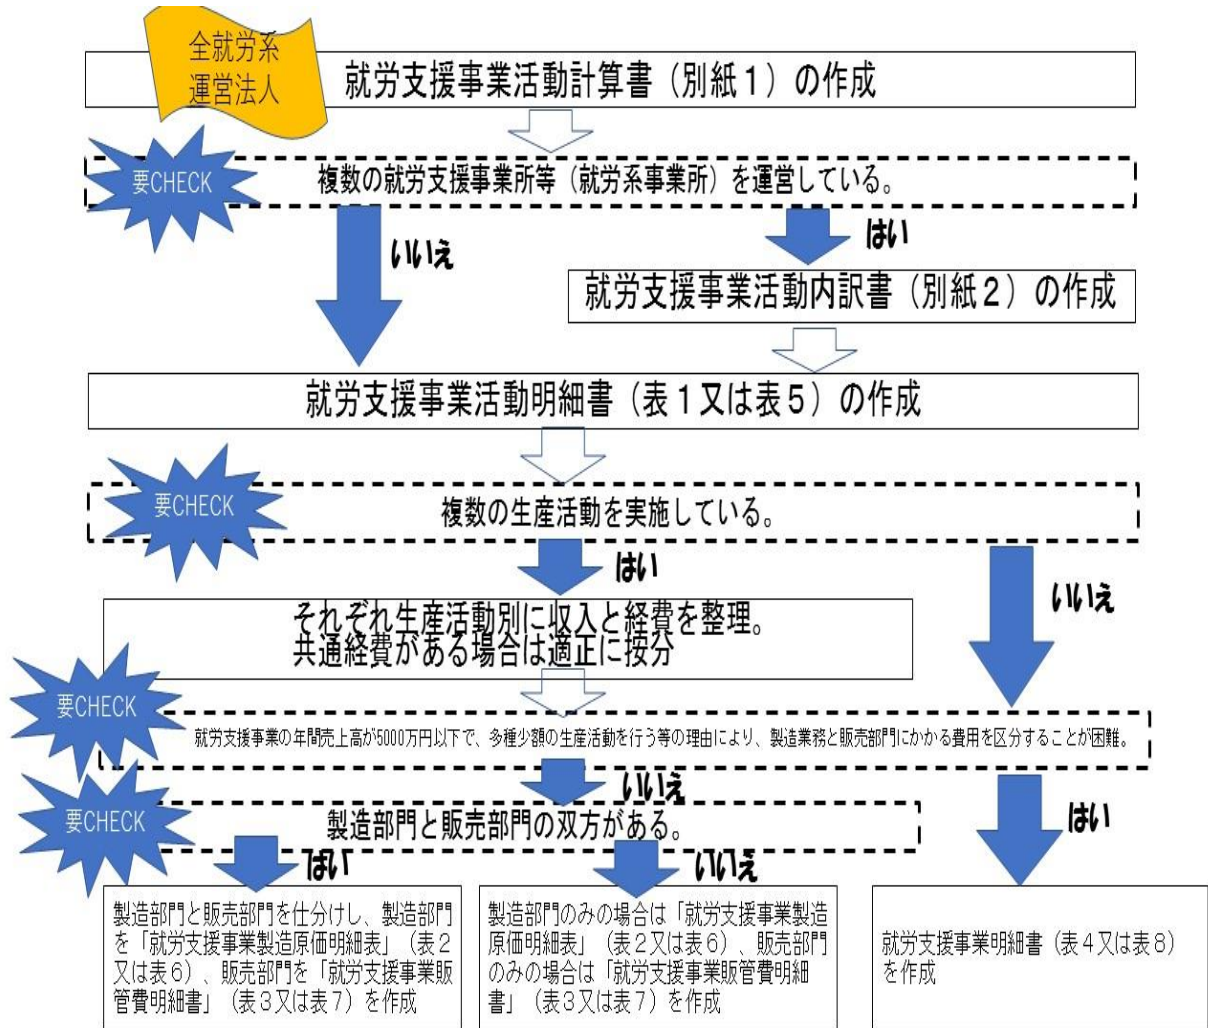 全就労系
運営法人
就労支援事業活動計算書（別紙１）の作成
要CHECK
複数の就労支援事業所等（就労系事業所）を運営している。
いいえ
はい
就労支援事業活動内訳書（別紙２）の作成
就労支援事業活動明細書（表１又は表５）の作成
要CHECK
複数の生産活動を実施している。
はい
いいえ
それぞれ生産活動別に収入と経費を整理。
共通経費がある場合は適正に按分
要CHECK
就労支援事業の年間売上高が5000万円以下で、多種少額の生産活動を行う等の理由により、製造業務と販売部門にかかる費用を区分することが困難。
いいえ
はい
要CHECK
製造部門と販売部門の双方がある。
はい
いいえ
製造部門と販売部門を仕分けし、製造部門
を「就労支援事業製造原価明細表」（表２
又は表６）、販売部門を「就労支援事業販
管費明細書」（表３又は表７）を作成
製造部門のみの場合は「就労支援事業製造
原価明細表」（表２又は表６）、販売部門
のみの場合は「就労支援事業販管費明細
書」（表３又は表７）を作成
就労支援事業明細書（表４又は表８）
を作成